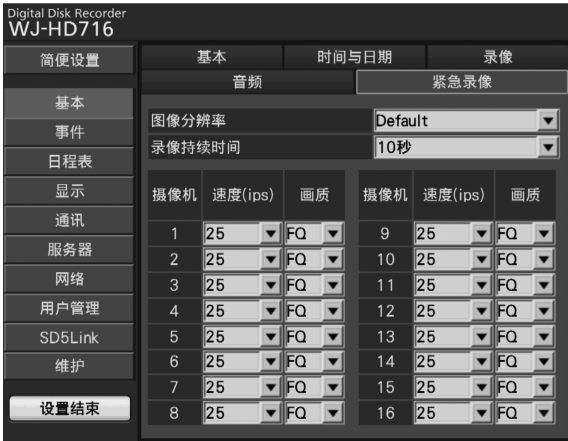 Digital Disk Recorder
WJ-HD716
简便设置
基本
事件
日程表
显示
通讯
服务器
网络
用户管理
SD5Link
维护
设置结束
基本 时间与日期 录像
音频 紧急录像
图像分辨率 Default
录像持续时间 10秒
摄像机 速度(ips) 画质 摄像机 速度(ips) 画质
1 25 FQ 9 25 FQ
2 25 FQ 10 25 FQ
3 25 FQ 11 25 FQ
4 25 FQ 12 25 FQ
5 25 FQ 13 25 FQ
6 25 FQ 14 25 FQ
7 25 FQ 15 25 FQ
8 25 FQ 16 25 FQ